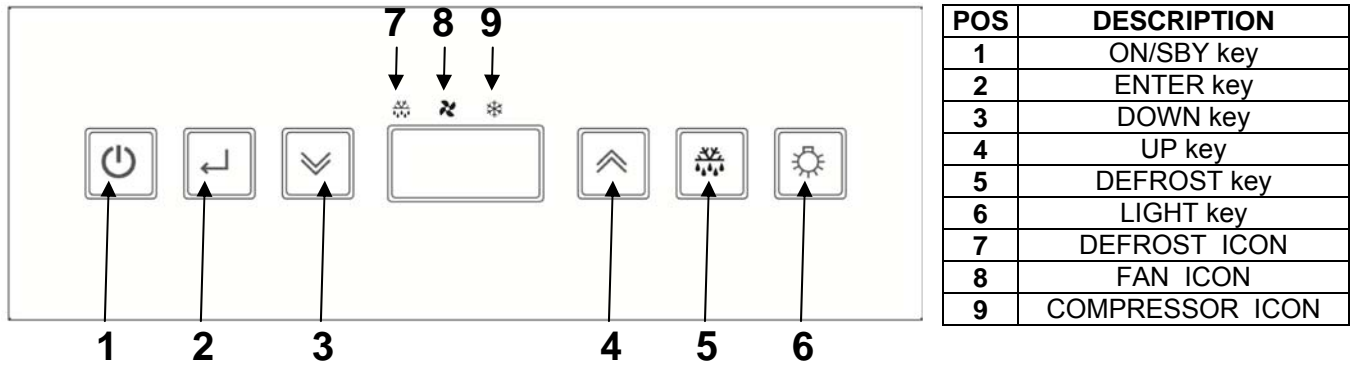 7 8 9
1 2 3 4 5 6
POS DESCRIPTION
1 ON/SBY key
2 ENTER key
3 DOWN key
4 UP key
5 DEFROST key
6 LIGHT key
7 DEFROST ICON
8 FAN ICON
9 COMPRESSOR ICON